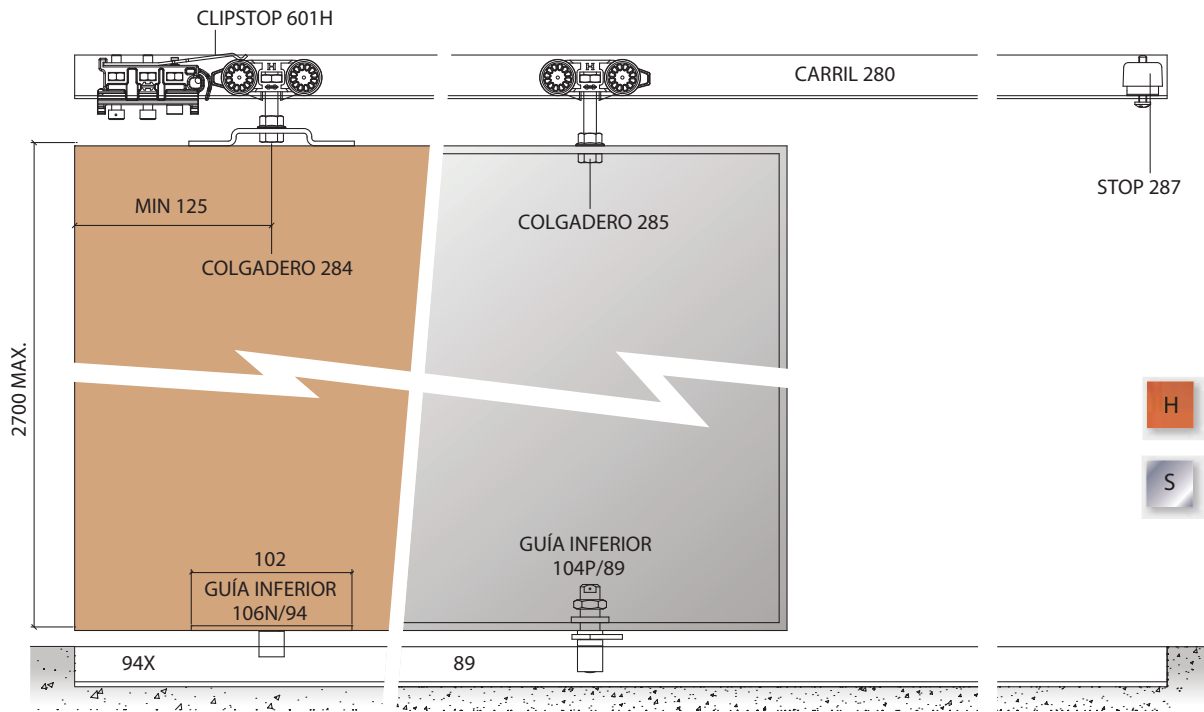 CLIPSTOP 601H
CARRIL 280
STOP 287
MIN 125
COLGADERO 285
COLGADERO 284
2700 MAX.
H
S
GUÍA INFERIOR
104P/89
102
GUÍA INFERIOR
106N/94
94X
89